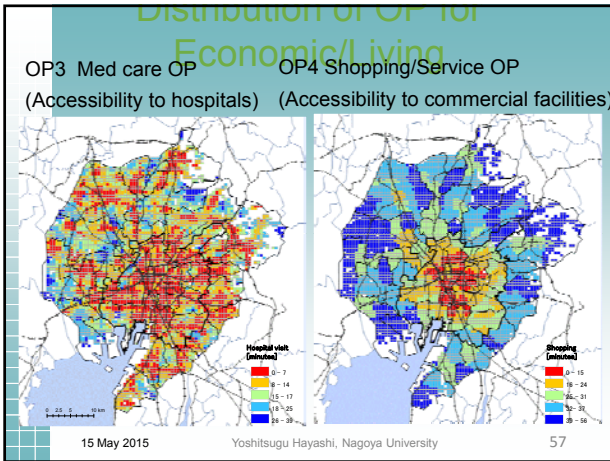 Distribution of OP for
Economic/Living
OP3 Med care OP
(Accessibility to hospitals)
OP4 Shopping/Service OP
(Accessibility to commercial facilities)
Hospital visit
[minutes]
0 - 7
8 - 14
15 - 17
18 - 25
26 - 39
0 2.5 5 10 km
Shopping
[minutes]
0 - 15
16 - 24
25 - 31
32 - 37
38 - 56
15 May 2015
Yoshitsugu Hayashi, Nagoya University
57